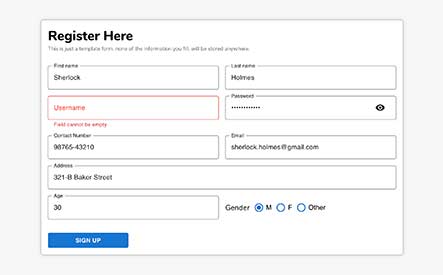 Register Here
This is just a template form, none of the information you fill, will be stored anywhere.
First name
Sherlock
Last name
Holmes
Username
Field cannot be empty
Password
••••••••••••
Contact Number
98765-43210
Email
sherlock.holmes@gmail.com
Address
321-B Baker Street
Age
30
Gender M F Other
SIGN UP